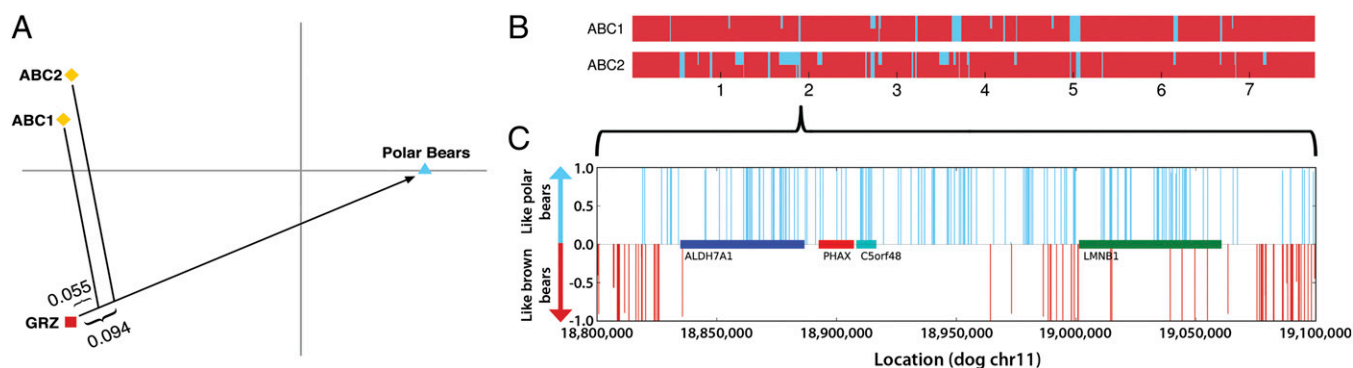 A
ABC2
ABC1
Polar Bears
0.055
GRZ
0.094
B
ABC1
ABC2
1 2 3 4 5 6 7
C
Like polar
bears
Like brown
bears
1.0
0.5
0.0
-0.5
-1.0
ALDH7A1 PHAX C5orf48 LMNB1
18,800,000 18,850,000 18,900,000 18,950,000 19,000,000 19,050,000 19,100,000
Location (dog chr11)